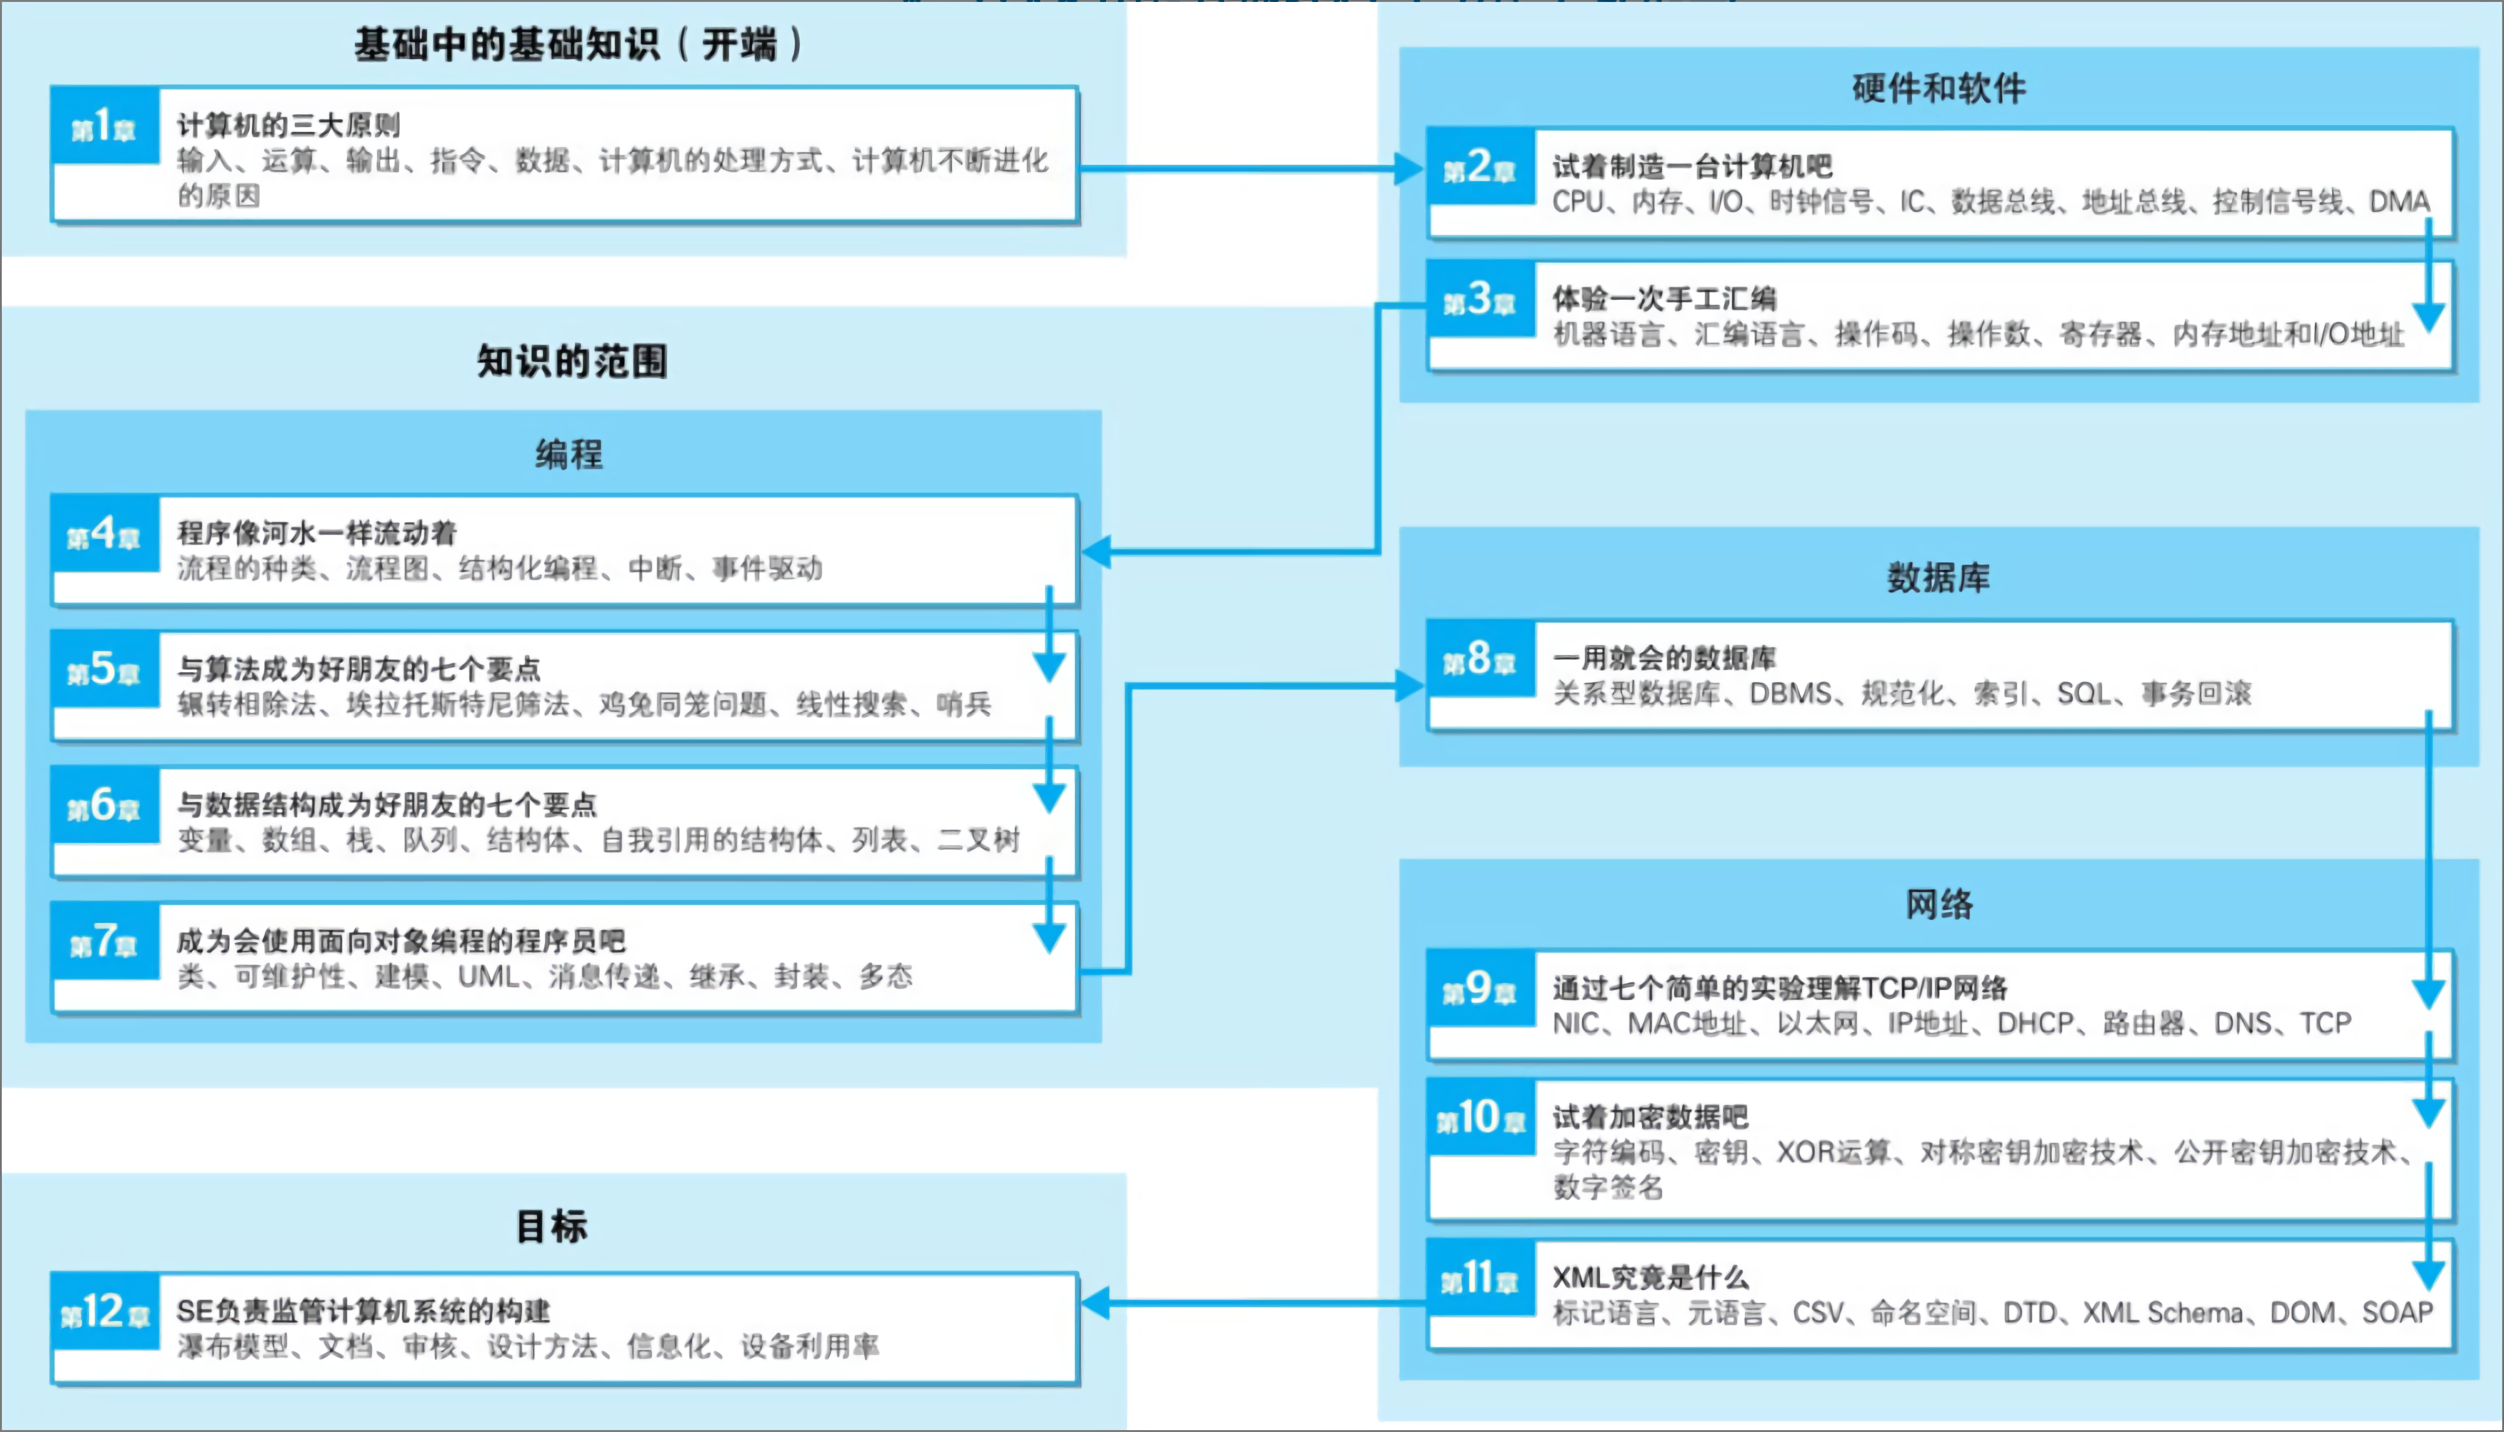 基础中的基础知识（开端）
第1章
计算机的三大原则
输入、运算、输出、指令、数据、计算机的处理方式、计算机不断进化
的原因
硬件和软件
第2章
试着制造一台计算机吧
CPU、内存、I/O、时钟信号、IC、数据总线、地址总线、控制信号线、DMA
第3章
体验一次手工汇编
机器语言、汇编语言、操作码、操作数、寄存器、内存地址和I/O地址
知识的范围
编程
第4章
程序像河水一样流动着
流程的种类、流程图、结构化编程、中断、事件驱动
第5章
与算法成为好朋友的七个要点
辗转相除法、埃拉托斯特尼筛法、鸡兔同笼问题、线性搜索、哨兵
第6章
与数据结构成为好朋友的七个要点
变量、数组、栈、队列、结构体、自我引用的结构体、列表、二叉树
第7章
成为会使用面向对象编程的程序员吧
类、可维护性、建模、UML、消息传递、继承、封装、多态
数据库
第8章
一用就会的数据库
关系型数据库、DBMS、规范化、索引、SQL、事务回滚
网络
第9章
通过七个简单的实验理解TCP/IP网络
NIC、MAC地址、以太网、IP地址、DHCP、路由器、DNS、TCP
第10章
试着加密数据吧
字符编码、密钥、XOR运算、对称密钥加密技术、公开密钥加密技术、
数字签名
第11章
XML究竟是什么
标记语言、元语言、CSV、命名空间、DTD、XML Schema、DOM、SOAP
目标
第12章
SE负责监管计算机系统的构建
瀑布模型、文档、审核、设计方法、信息化、设备利用率